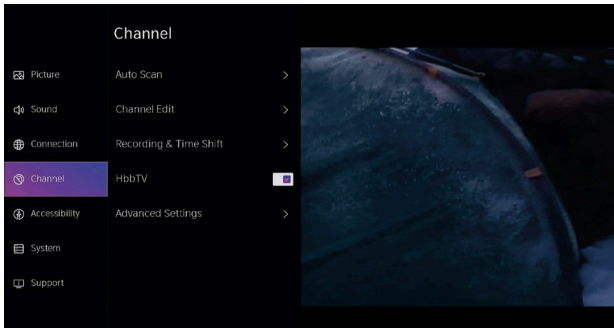 Channel
Picture
Sound
Connection
Channel
Accessibility
System
Support
Auto Scan
Channel Edit
Recording & Time Shift
HbbTV
Advanced Settings